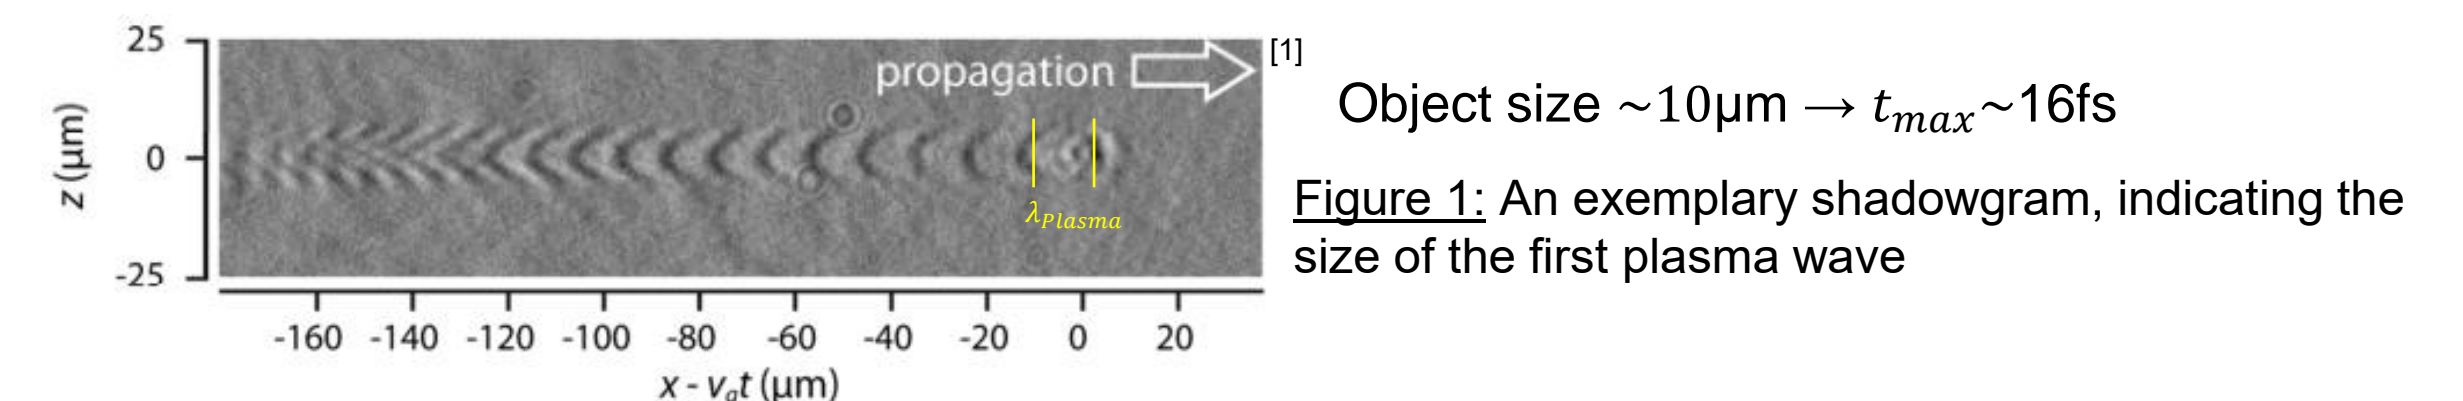 25
0
-25
z (µm)
propagation
λPlasma
-160 -140 -120 -100 -80 -60 -40 -20 0 20
x - vgt (µm)
[1]
Object size ~10µm → tmax~16fs
Figure 1: An exemplary shadowgram, indicating the
size of the first plasma wave